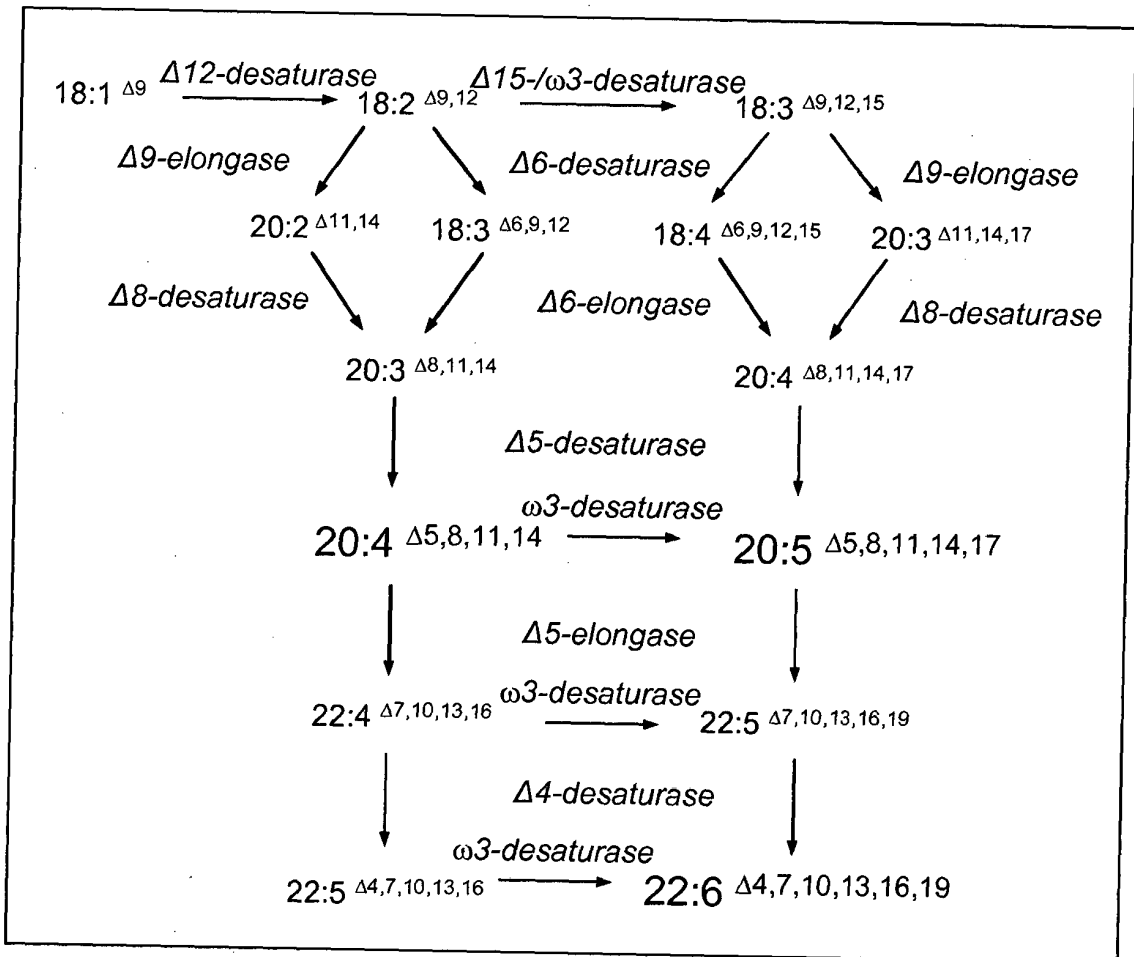 Δ12-desaturase Δ15-/ω3-desaturase
18:1 Δ9 18:2 Δ9,12 18:3 Δ9,12,15
Δ9-elongase Δ6-desaturase Δ9-elongase
20:2 Δ11,14 18:3 Δ6,9,12 18:4 Δ6,9,12,15 20:3 Δ11,14,17
Δ8-desaturase Δ6-elongase Δ8-desaturase
20:3 Δ8,11,14 20:4 Δ8,11,14,17
Δ5-desaturase
ω3-desaturase
20:4 Δ5,8,11,14 20:5 Δ5,8,11,14,17
Δ5-elongase
ω3-desaturase
22:4 Δ7,10,13,16 22:5 Δ7,10,13,16,19
Δ4-desaturase
ω3-desaturase
22:5 Δ4,7,10,13,16 22:6 Δ4,7,10,13,16,19